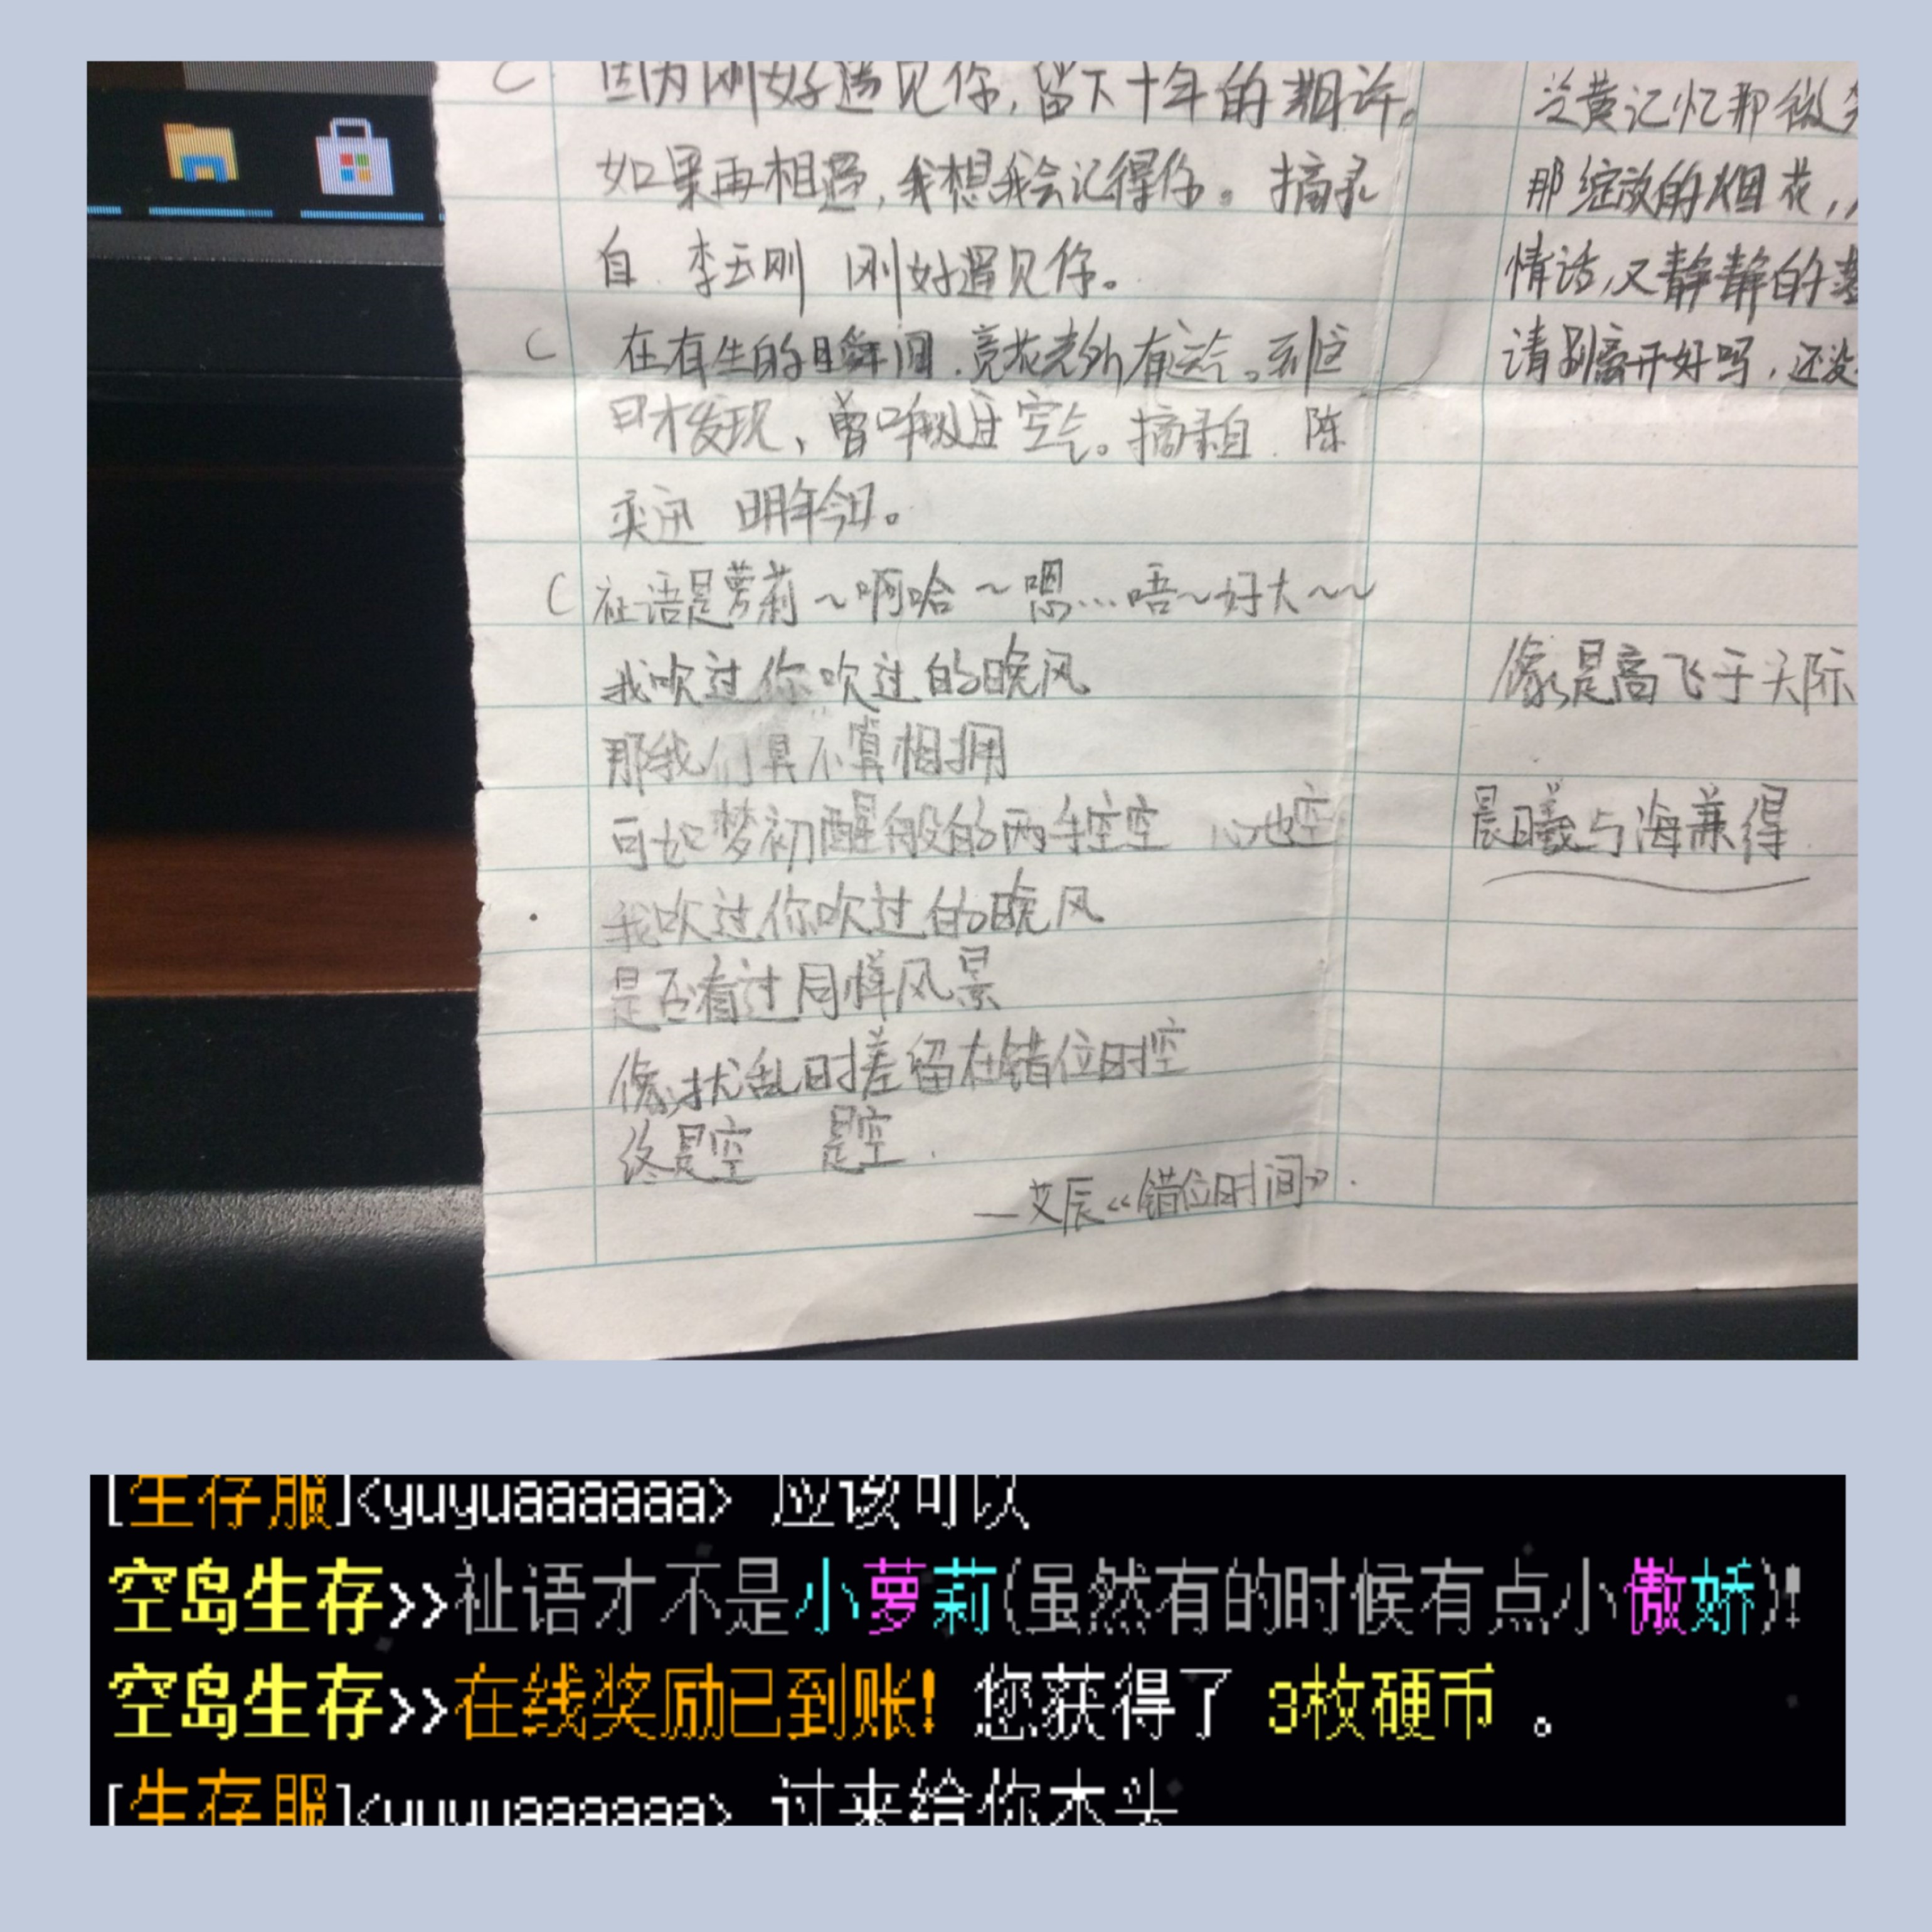 因为刚好遇见你，留下十年的期许。
如果再相遇，我想我会记得你。摘录
自 李玉刚 刚好遇见你。
在有生的瞬间，竟花光所有运气。到这
日才发现，曾呼吸过空气。摘录自 陈
奕迅 明年今日。
祉语是萝莉～啊哈～嗯…唔～好大～～
我吹过你吹过的晚风
那我们算不算相拥
可如梦初醒般的两手空空 心也空
我吹过你吹过的晚风
是否看过同样风景
像扰乱时差留在错位时空
终是空 是空.
—艾辰《错位时间》.
泛黄记忆那微笑
那绽放的烟花，
情话，又静静的
请别离开好吗，还没
像是高飞于天际
晨曦与海兼得
[生存服]<yuyuaaaaaa> 应该可以
空岛生存>>祉语才不是小萝莉(虽然有的时候有点小傲娇)!
空岛生存>>在线奖励已到账! 您获得了 3枚硬币 。
[生存服]<yuyuaaaaaa> 过来给你木头